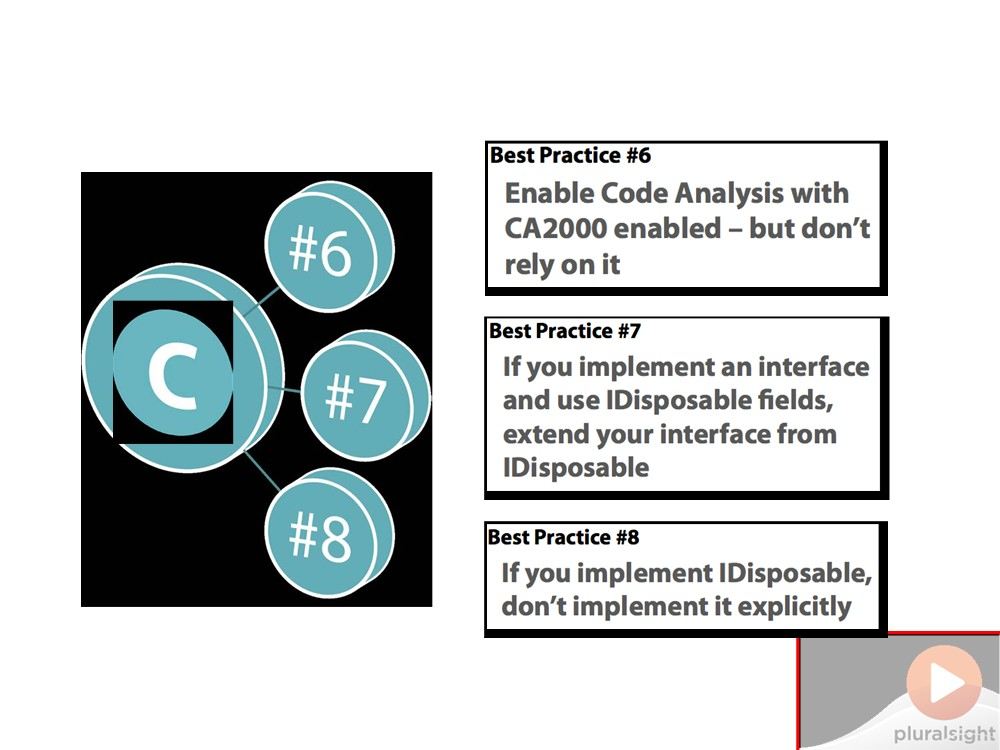 #6
C
#7
#8
Best Practice #6
Enable Code Analysis with
CA2000 enabled – but don’t
rely on it
Best Practice #7
If you implement an interface
and use IDisposable fields,
extend your interface from
IDisposable
Best Practice #8
If you implement IDisposable,
don’t implement it explicitly
pluralsight